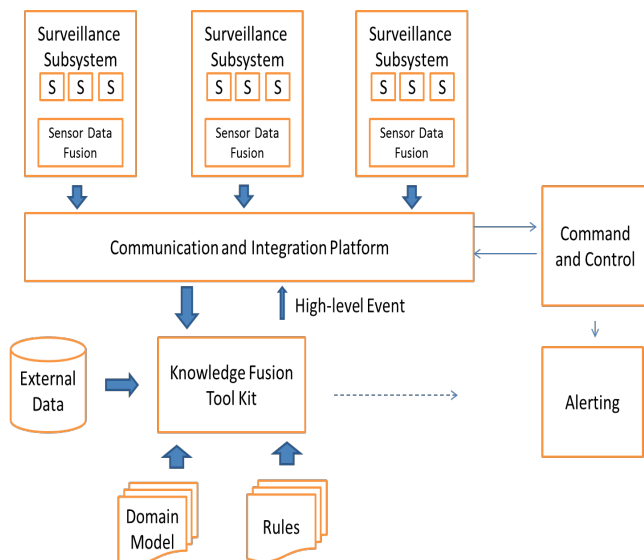 Surveillance
Subsystem
S S S
Sensor Data
Fusion
Surveillance
Subsystem
S S S
Sensor Data
Fusion
Surveillance
Subsystem
S S S
Sensor Data
Fusion
Communication and Integration Platform
Command
and Control
High-level Event
External
Data
Knowledge Fusion
Tool Kit
Alerting
Domain
Model
Rules